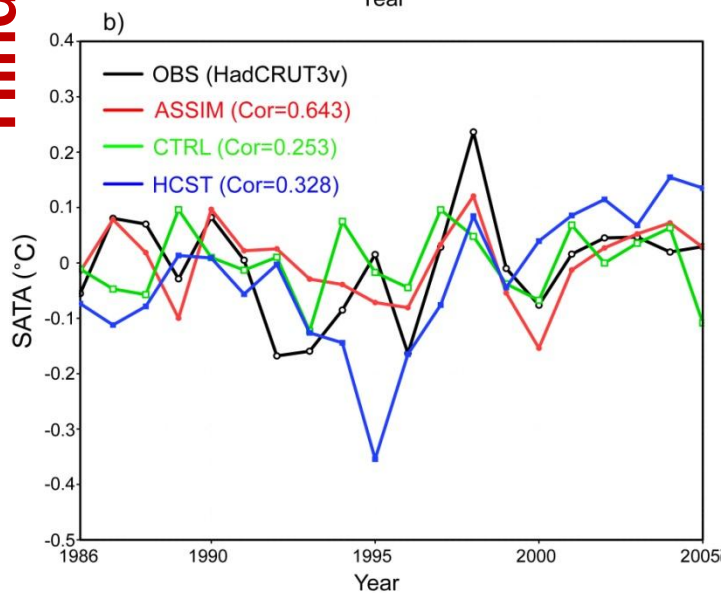 Year
b)
0.4
OBS (HadCRUT3v)
0.3
ASSIM (Cor=0.643)
0.2
CTRL (Cor=0.253)
HCST (Cor=0.328)
0.1
0
SATA (°C)
-0.1
-0.2
-0.3
-0.4
-0.5
1986 1990 1995 2000 2005
Year